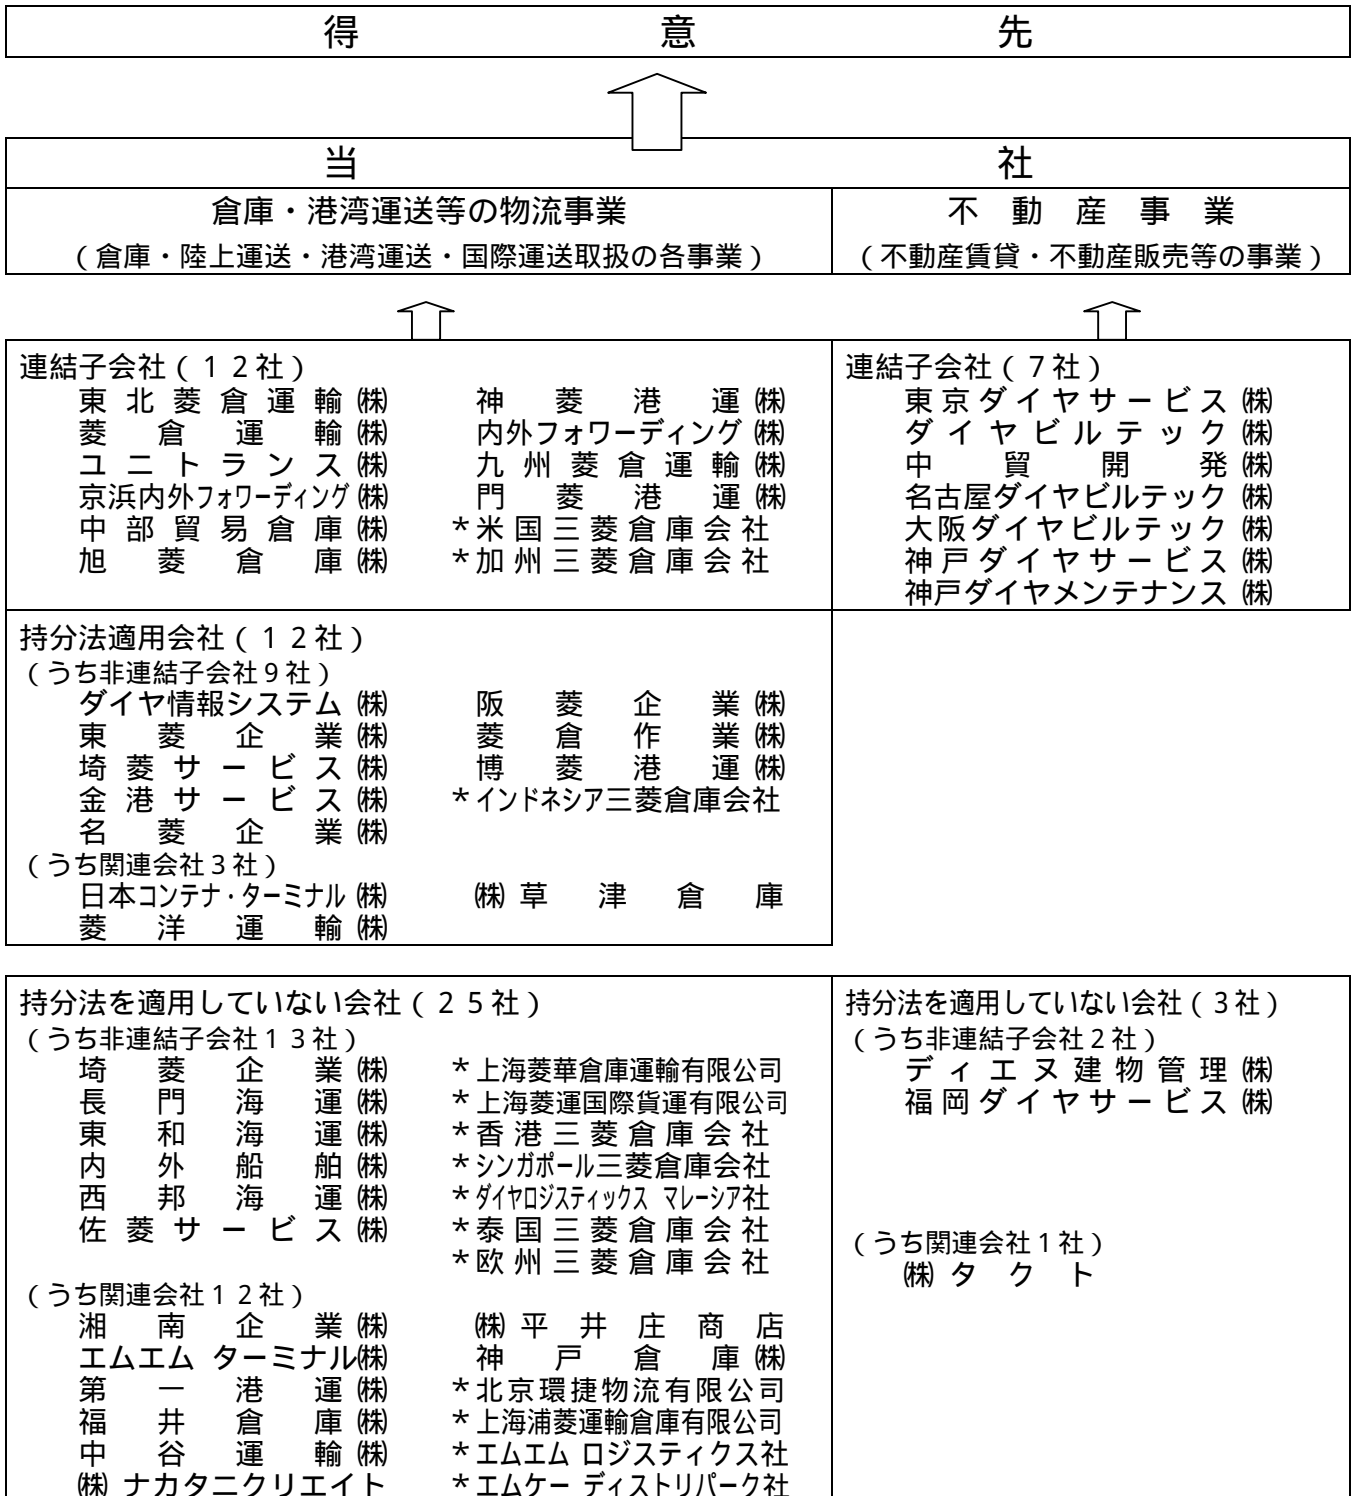 得意先
当社
倉庫・港湾運送等の物流事業
(倉庫・陸上運送・港湾運送・国際運送取扱の各事業)
不動産事業
(不動産賃貸・不動産販売等の事業)
連結子会社(12社)
東北菱倉運輸㈱ 神菱港運㈱
菱倉運輸㈱ 内外フォワーディング㈱
ユニトランス㈱ 九州菱倉運輸㈱
京浜内外フォワーディング㈱ 門菱港運㈱
中部貿易倉庫㈱ *米国三菱倉庫会社
旭菱倉庫㈱ *加州三菱倉庫会社
連結子会社(7社)
東京ダイヤサービス㈱
ダイヤビルテック㈱
中貿開発㈱
名古屋ダイヤビルテック㈱
大阪ダイヤビルテック㈱
神戸ダイヤサービス㈱
神戸ダイヤメンテナンス㈱
持分法適用会社(12社)
(うち非連結子会社9社)
ダイヤ情報システム㈱ 阪菱企業㈱
東菱企業㈱ 菱倉作業㈱
埼菱サービス㈱ 博菱港運㈱
金港サービス㈱ *インドネシア三菱倉庫会社
名菱企業㈱
(うち関連会社3社)
日本コンテナ・ターミナル㈱ ㈱草津倉庫
菱洋運輸㈱
持分法を適用していない会社(25社)
(うち非連結子会社13社)
埼菱企業㈱ *上海菱華倉庫運輸有限公司
長門海運㈱ *上海菱運国際貨運有限公司
東和海運㈱ *香港三菱倉庫会社
内外船舶㈱ *シンガポール三菱倉庫会社
西邦海運㈱ *ダイヤロジスティックス マレーシア社
佐菱サービス㈱ *泰国三菱倉庫会社
*欧州三菱倉庫会社
(うち関連会社12社)
湘南企業㈱ ㈱平井庄商店
エムエム ターミナル㈱ 神戸倉庫㈱
第一港運㈱ *北京環捷物流有限公司
福井倉庫㈱ *上海浦菱運輸倉庫有限公司
中谷運輸㈱ *エムエム ロジスティクス社
㈱ナカタニクリエイト *エムケー ディストリパーク社
持分法を適用していない会社(3社)
(うち非連結子会社2社)
ディエヌ建物管理㈱
福岡ダイヤサービス㈱
(うち関連会社1社)
㈱タクト